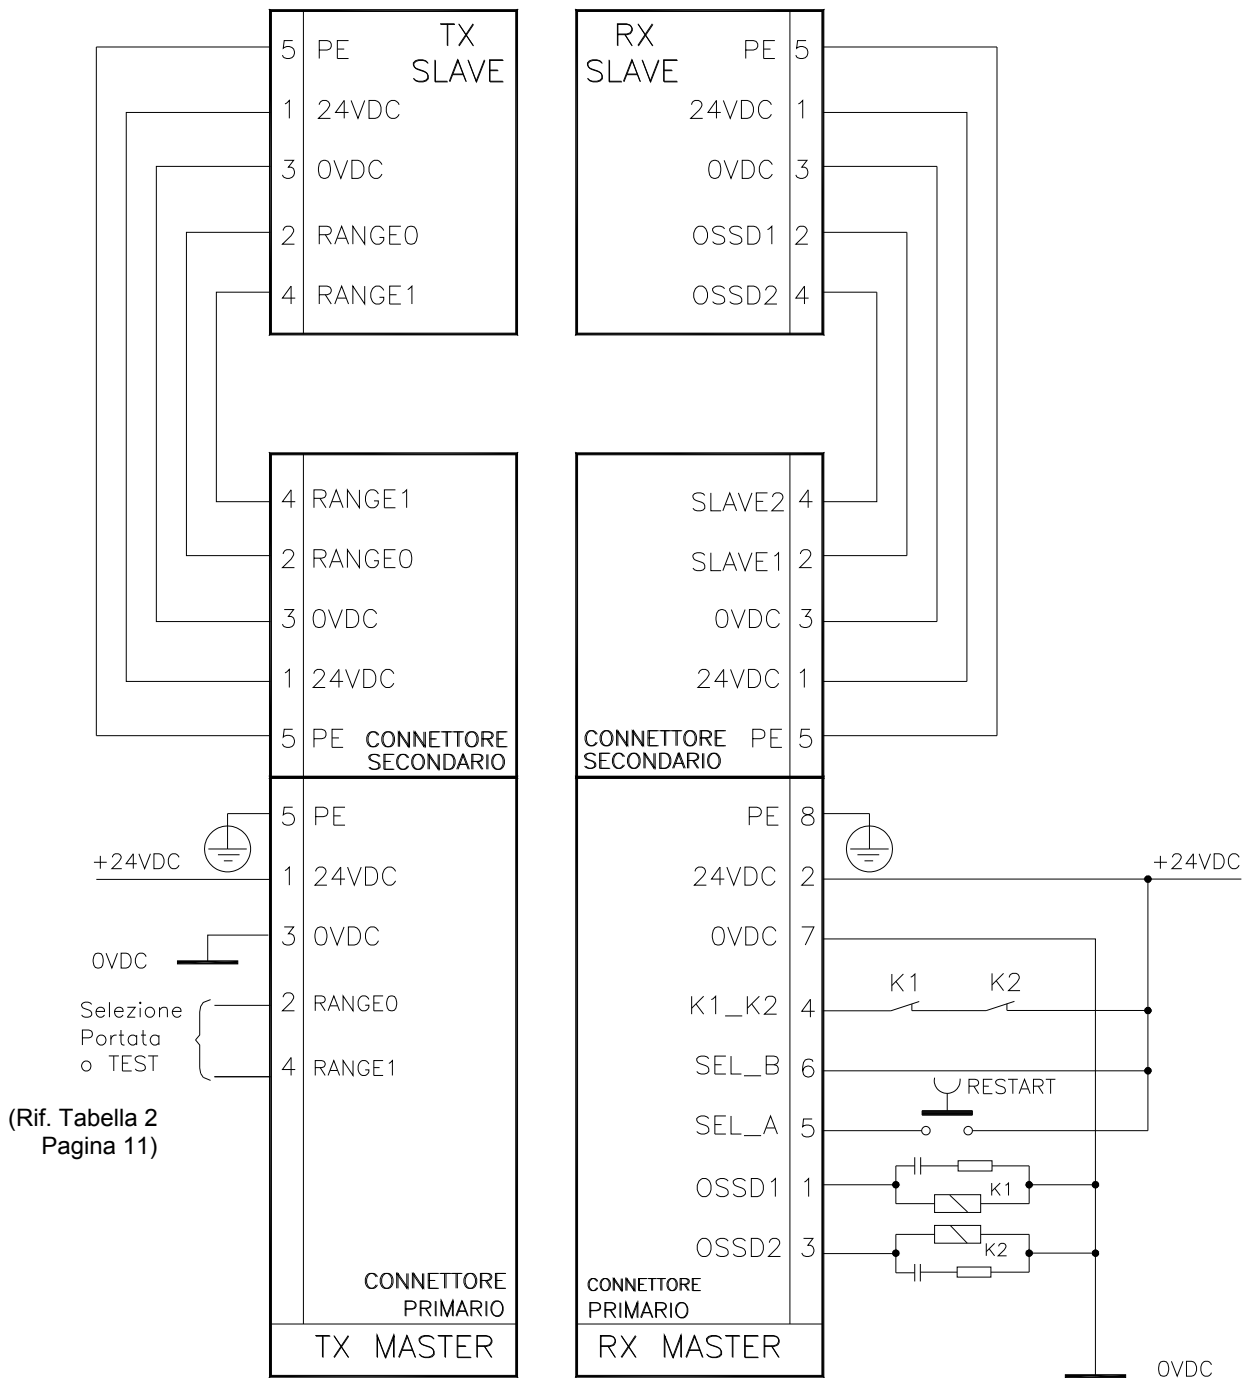 TX
SLAVE
5 PE
1 24VDC
3 0VDC
2 RANGE0
4 RANGE1
RX
SLAVE
PE 5
24VDC 1
0VDC 3
OSSD1 2
OSSD2 4
4 RANGE1
2 RANGE0
3 0VDC
1 24VDC
5 PE
CONNETTORE
SECONDARIO
SLAVE2 4
SLAVE1 2
0VDC 3
24VDC 1
PE 5
CONNETTORE
SECONDARIO
5 PE
+24VDC
1 24VDC
3 0VDC
0VDC
2 RANGE0
4 RANGE1
Selezione
Portata
o TEST
(Rif. Tabella 2
Pagina 11)
CONNETTORE
PRIMARIO
TX MASTER
PE 8
24VDC 2
+24VDC
0VDC 7
K1_K2 4
K1 K2
SEL_B 6
RESTART
SEL_A 5
OSSD1 1
K1
OSSD2 3
K2
CONNETTORE
PRIMARIO
RX MASTER
0VDC